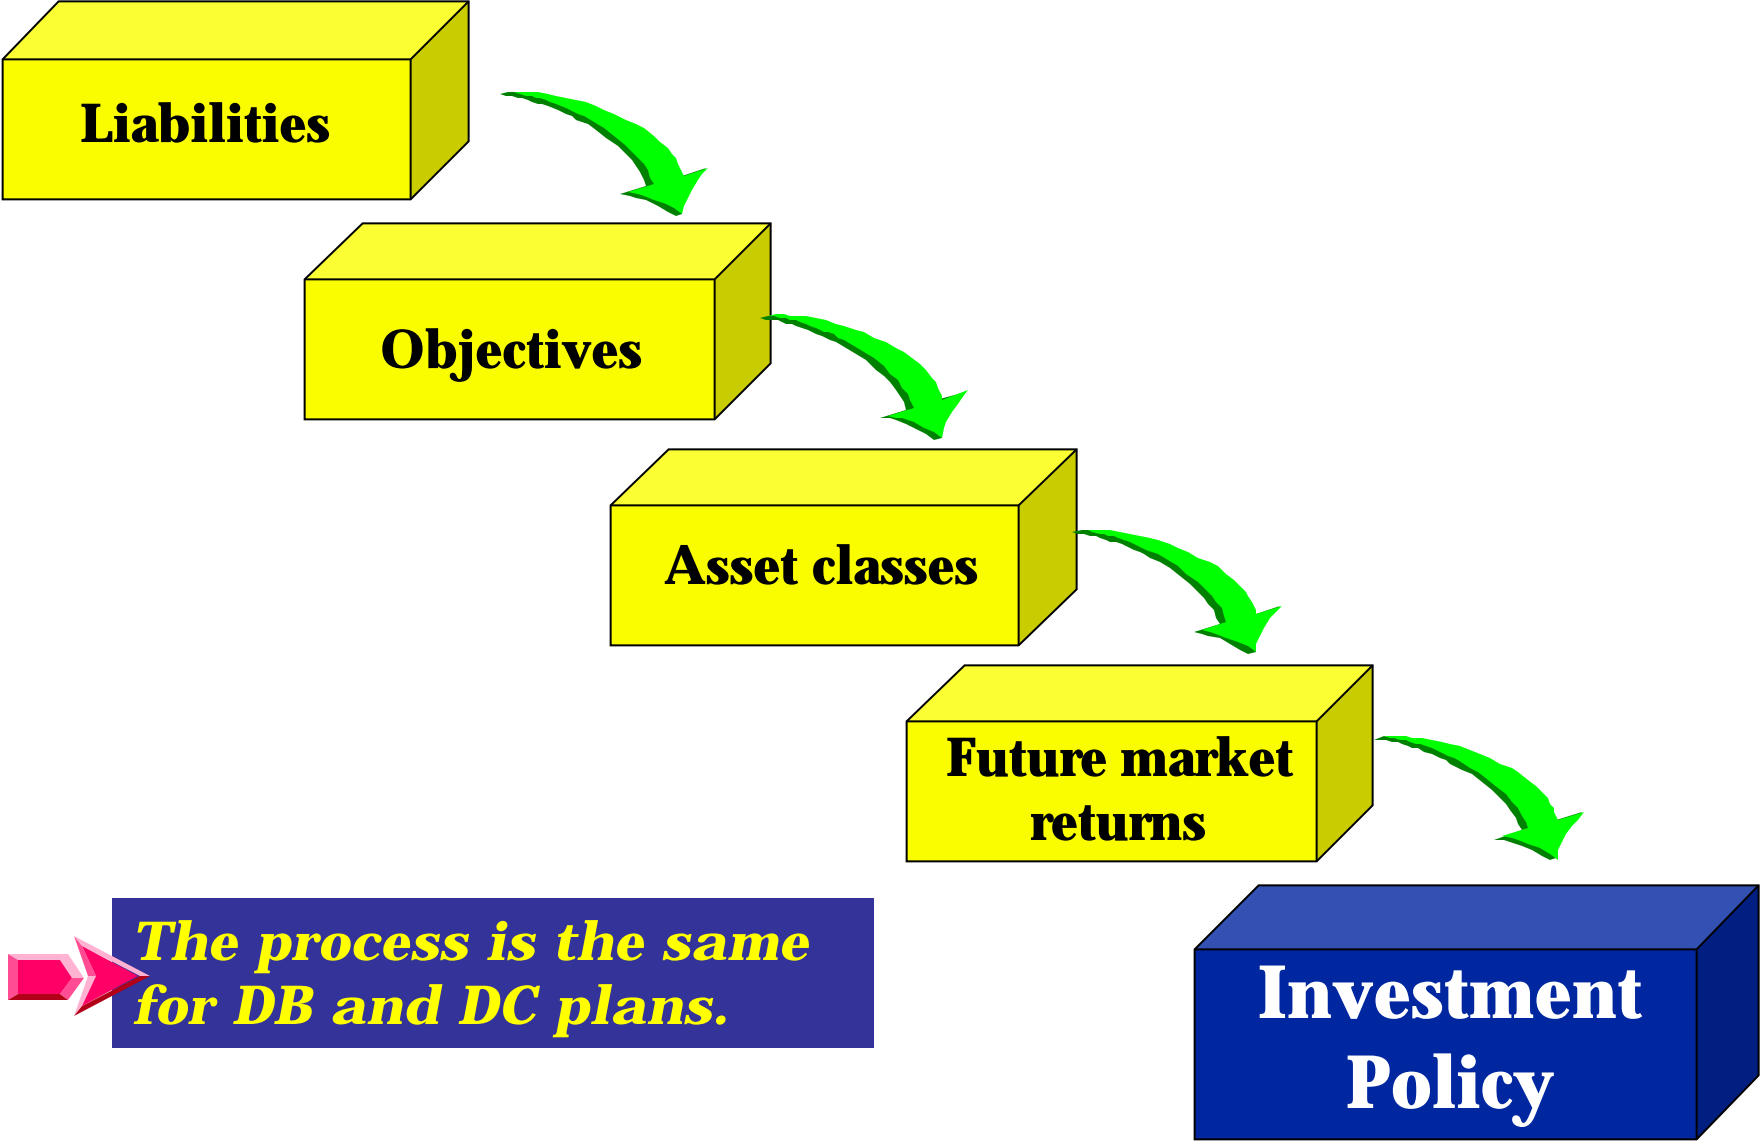 Liabilities
Objectives
Asset classes
Future market
returns
The process is the same
for DB and DC plans.
Investment
Policy